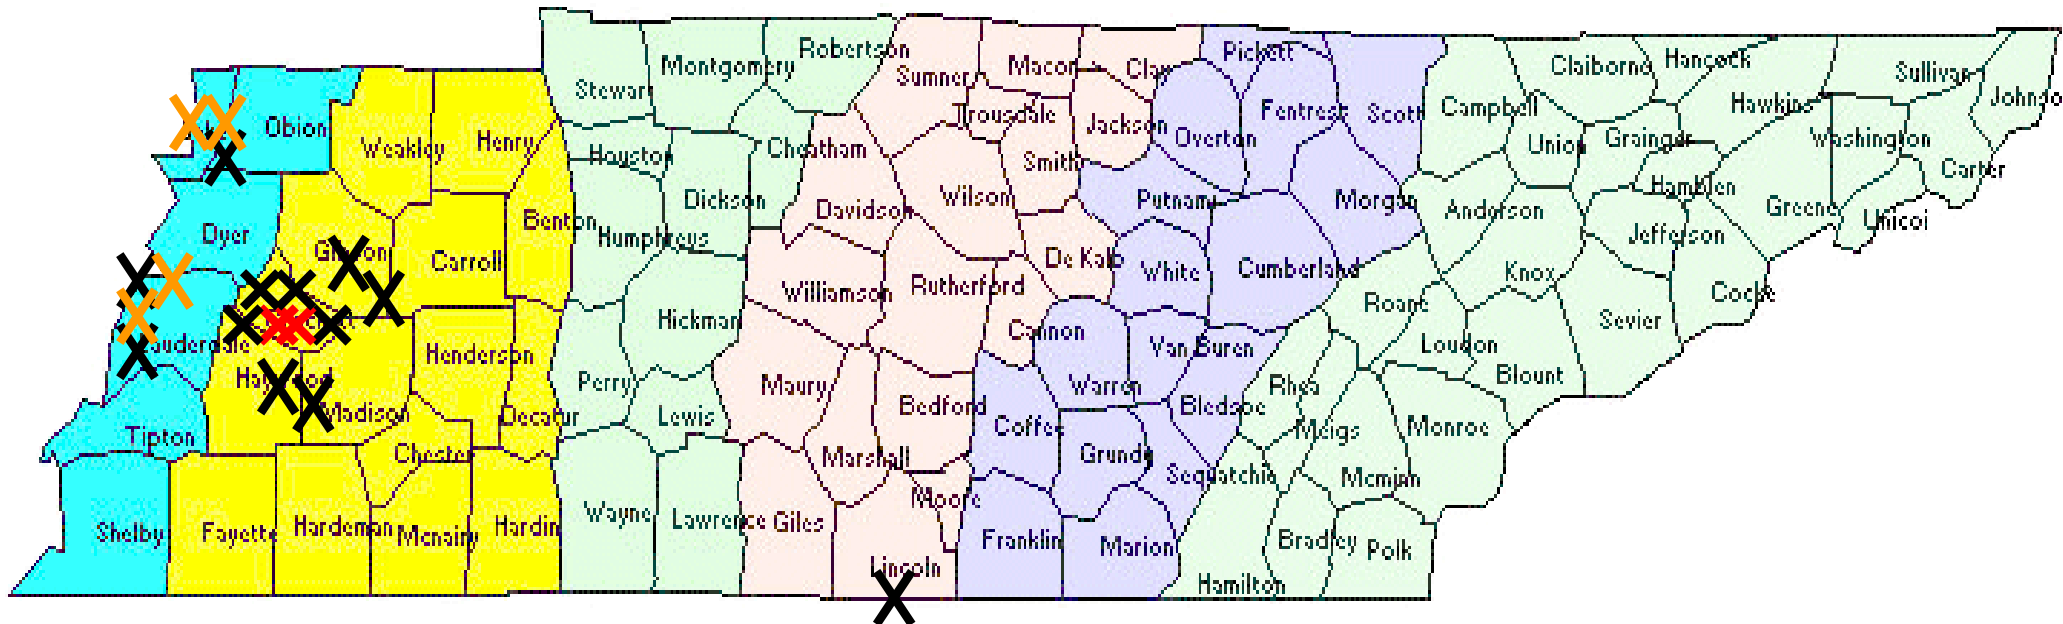 Robertson
Montgomery
Stewart
Sumner
Macon
Clay
Pickett
Claiborne
Hancock
Sullivan
Johnso
Obion
Weakley
Henry
Houston
Cheatham
Trousdale
Jackson
Overton
Fentress
Scott
Campbell
Hawkins
Union
Grainger
Washington
Carter
Smith
Dyer
Benton
Dickson
Humphreys
Davidson
Wilson
Putnam
Morgan
Anderson
Hamblen
Jefferson
Greene
Unicoi
Carroll
Williamson
Rutherford
De Kalb
White
Cumberland
Roane
Knox
Cocke
Sevier
Lauderdale
Henderson
Hickman
Cannon
Van Buren
Loudon
Blount
Haywood
Madison
Decatur
Perry
Lewis
Maury
Bedford
Warren
Bledsoe
Rhea
Tipton
Chester
Marshall
Coffee
Grundy
Sequatchie
Meigs
Monroe
Mcminn
Moore
Shelby
Fayette
Hardeman
Mcnairy
Hardin
Wayne
Lawrence
Giles
Lincoln
Franklin
Marion
Hamilton
Bradley
Polk